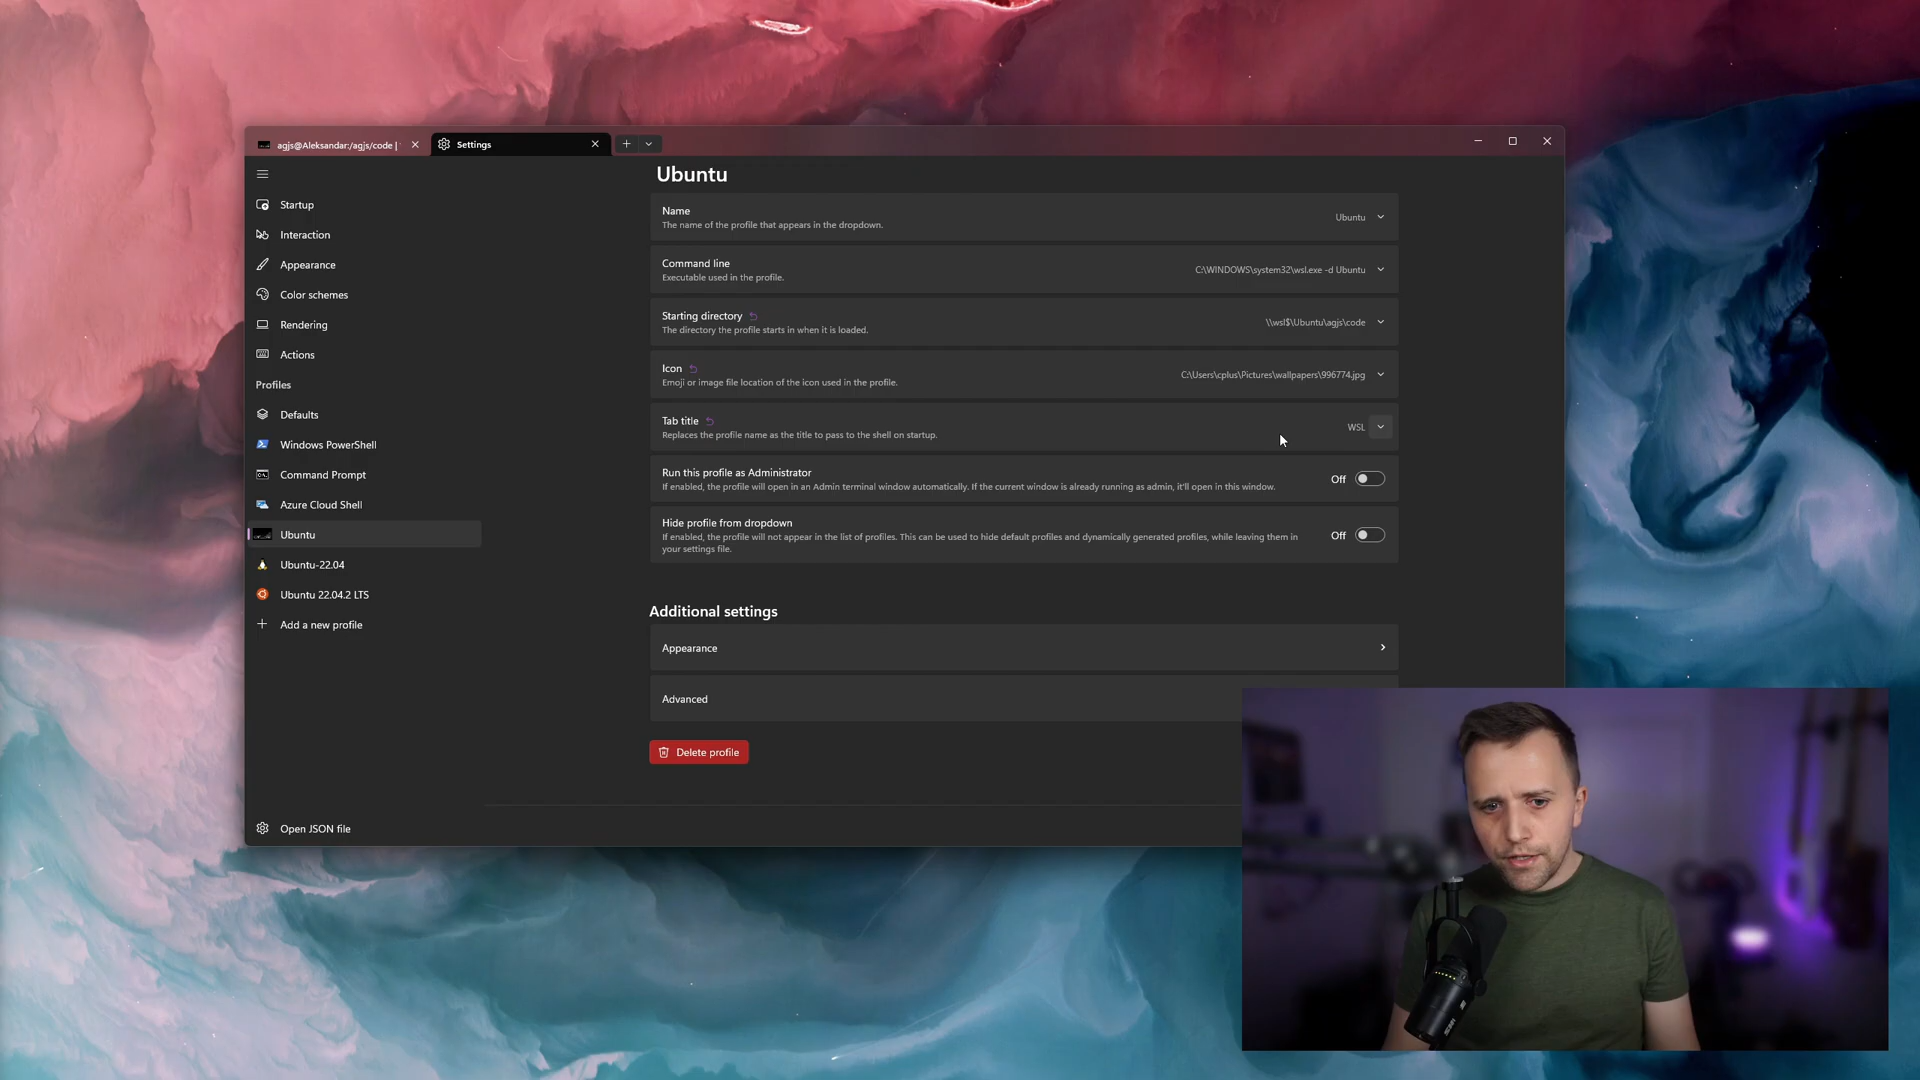 agjs@Aleksandar:/agjs/code |
Settings
Startup
Interaction
Appearance
Color schemes
Rendering
Actions
Profiles
Defaults
Windows PowerShell
Command Prompt
Azure Cloud Shell
Ubuntu
Ubuntu-22.04
Ubuntu 22.04.2 LTS
Add a new profile
Open JSON file
Ubuntu
Name
The name of the profile that appears in the dropdown.
Ubuntu
Command line
Executable used in the profile.
C:\WINDOWS\system32\wsl.exe -d Ubuntu
Starting directory
The directory the profile starts in when it is loaded.
\\wsl$\Ubuntu\agjs\code
Icon
Emoji or image file location of the icon used in the profile.
C:\Users\cplus\Pictures\wallpapers\996774.jpg
Tab title
Replaces the profile name as the title to pass to the shell on startup.
WSL
Run this profile as Administrator
If enabled, the profile will open in an Admin terminal window automatically. If the current window is already running as admin, it'll open in this window.
Off
Hide profile from dropdown
If enabled, the profile will not appear in the list of profiles. This can be used to hide default profiles and dynamically generated profiles, while leaving them in
your settings file.
Off
Additional settings
Appearance
Advanced
Delete profile